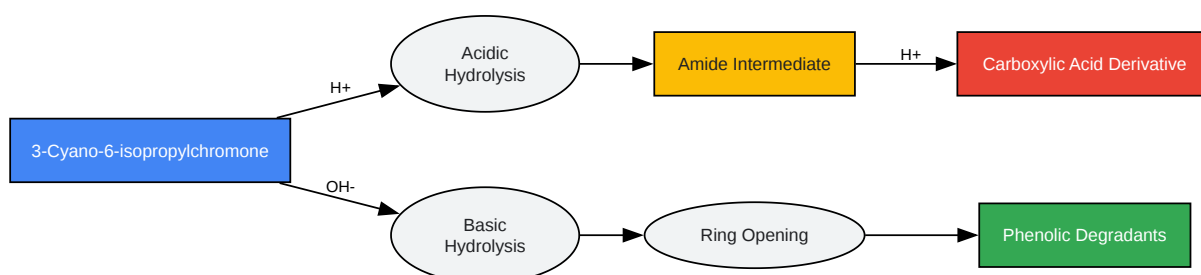 Acidic
Hydrolysis
Amide Intermediate
H+
Carboxylic Acid Derivative
H+
3-Cyano-6-isopropylchromone
OH-
Basic
Hydrolysis
Ring Opening
Phenolic Degradants